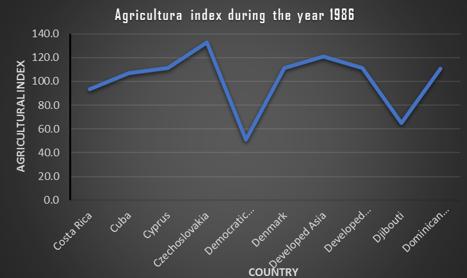 Agricultura index during the year 1986
140.0
120.0
100.0
80.0
60.0
40.0
20.0
0.0
AGRICULTURAL INDEX
Costa Rica
Cuba
Cyprus
Czechoslovakia
Democratic...
Denmark
Developed Asia
Developed...
Djibouti
Dominican...
COUNTRY